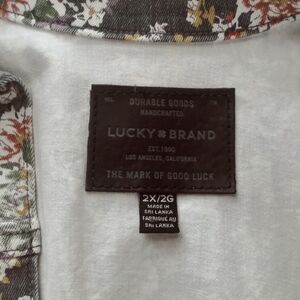 DURABLE GOODS
HANDCRAFTED.
LUCKY BRAND
EST. 1990
LOS ANGELES, CALIFORNIA
THE MARK OF GOOD LUCK
2X/2G
MADE IN
SRI LANKA
FABRIQUÉ AU
SRI LANKA